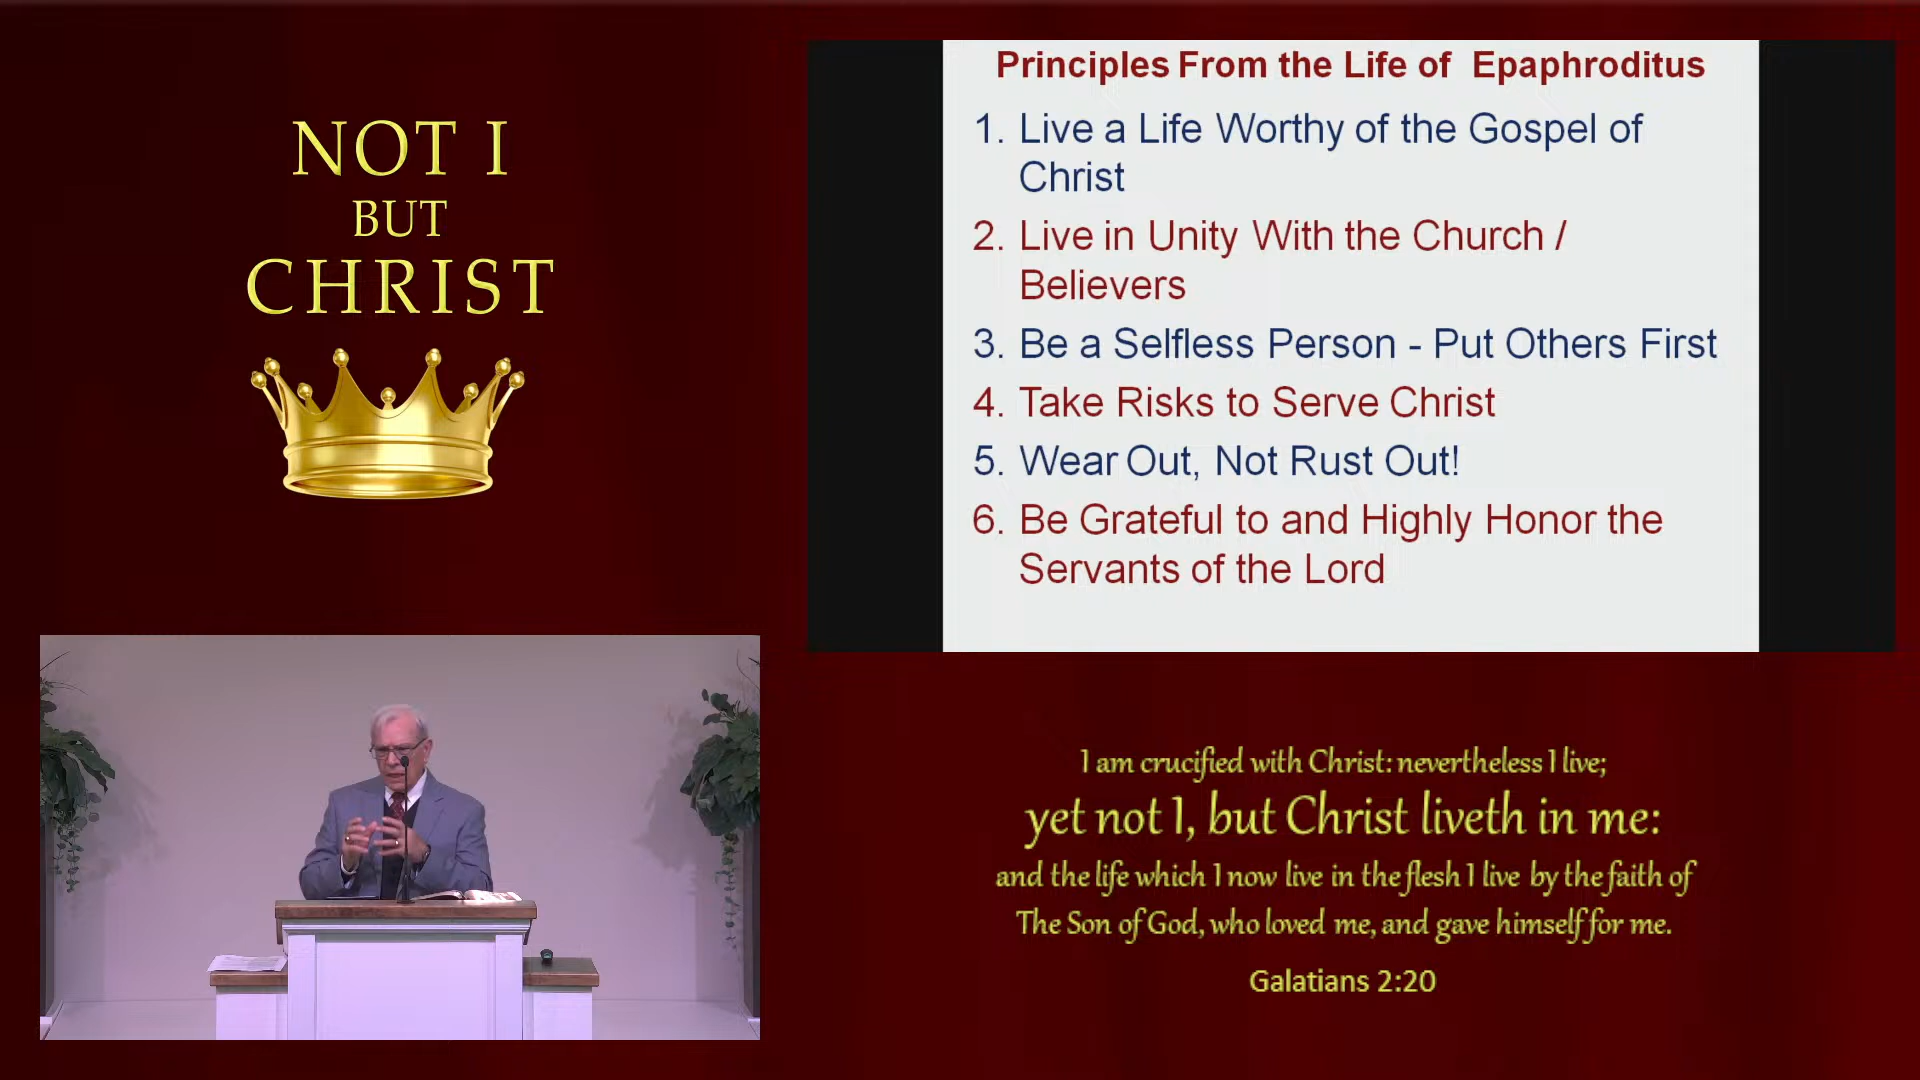 NOT I
BUT
CHRIST
Principles From the Life of Epaphroditus
1. Live a Life Worthy of the Gospel of
Christ
2. Live in Unity With the Church /
Believers
3. Be a Selfless Person - Put Others First
4. Take Risks to Serve Christ
5. Wear Out, Not Rust Out!
6. Be Grateful to and Highly Honor the
Servants of the Lord
I am crucified with Christ: nevertheless I live;
yet not I, but Christ liveth in me:
and the life which I now live in the flesh I live by the faith of
The Son of God, who loved me, and gave himself for me.
Galatians 2:20